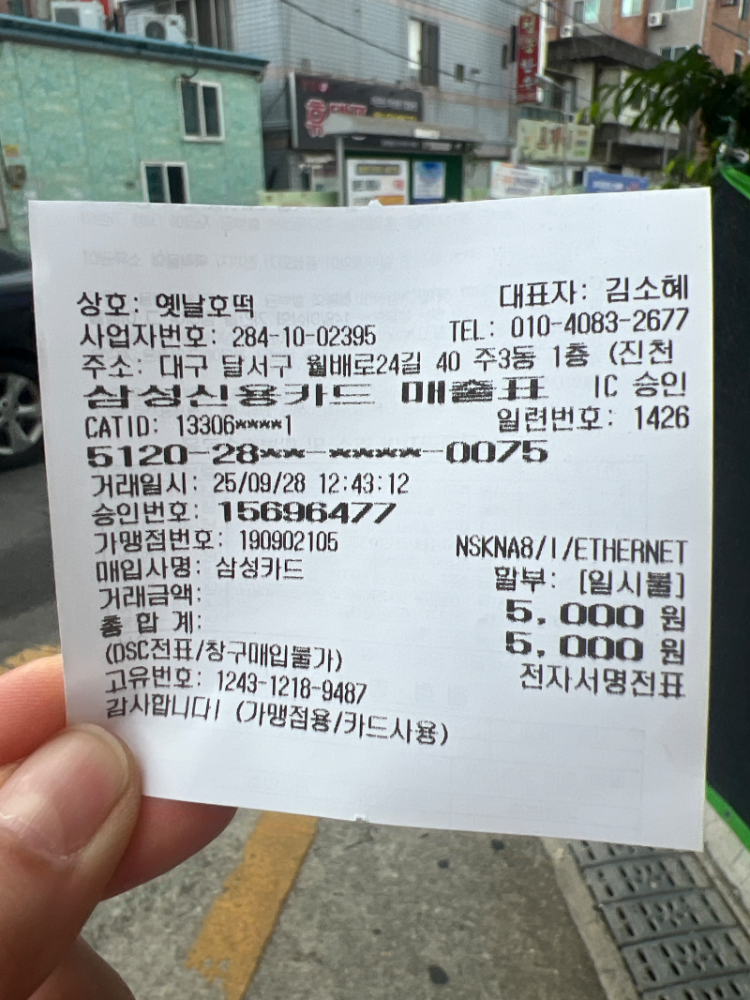 상호: 옛날호떡 대표자: 김소혜
사업자번호: 284-10-02395 TEL: 010-4083-2677
주소: 대구 달서구 월배로24길 40 주3동 1층 (진천
삼성신용카드 매출표 IC 승인
CATID: 13306****1 일련번호: 1426
5120-28**-****-0075
거래일시: 25/09/28 12:43:12
승인번호: 15696477
가맹점번호: 190902105 NSKNA8/I/ETHERNET
매입사명: 삼성카드 할부: [일시불]
거래금액: 5,000 원
총 합 계: 5,000 원
(DSC전표/창구매입불가) 전자서명전표
고유번호: 1243-1218-9487
감사합니다! (가맹점용/카드사용)